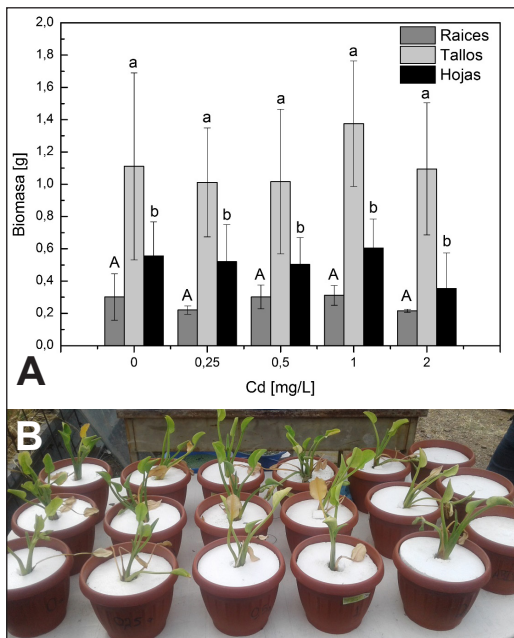 Raices
Tallos
Hojas
Biomasa [g]
2,0
1,8
1,6
1,4
1,2
1,0
0,8
0,6
0,4
0,2
0,0
a a a a a
b b b b b
A A A A A
0 0,25 0,5 1 2
Cd [mg/L]
A
B